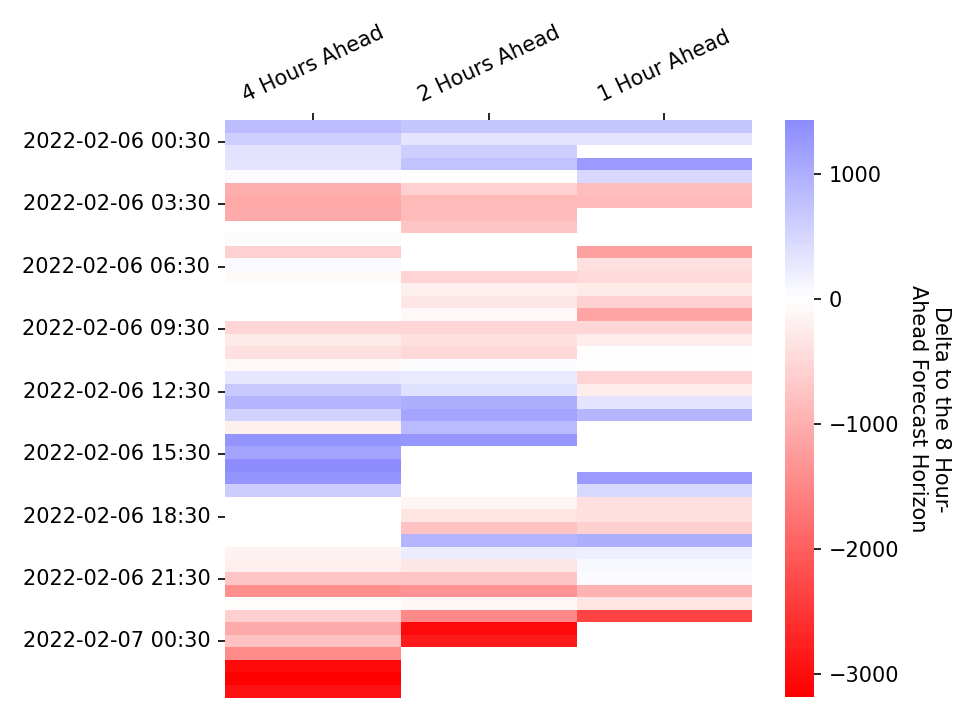 4 Hours Ahead
2 Hours Ahead
1 Hour Ahead
2022-02-06 00:30
2022-02-06 03:30
2022-02-06 06:30
2022-02-06 09:30
2022-02-06 12:30
2022-02-06 15:30
2022-02-06 18:30
2022-02-06 21:30
2022-02-07 00:30
1000
0
−1000
−2000
−3000
Delta to the 8 Hour-
Ahead Forecast Horizon